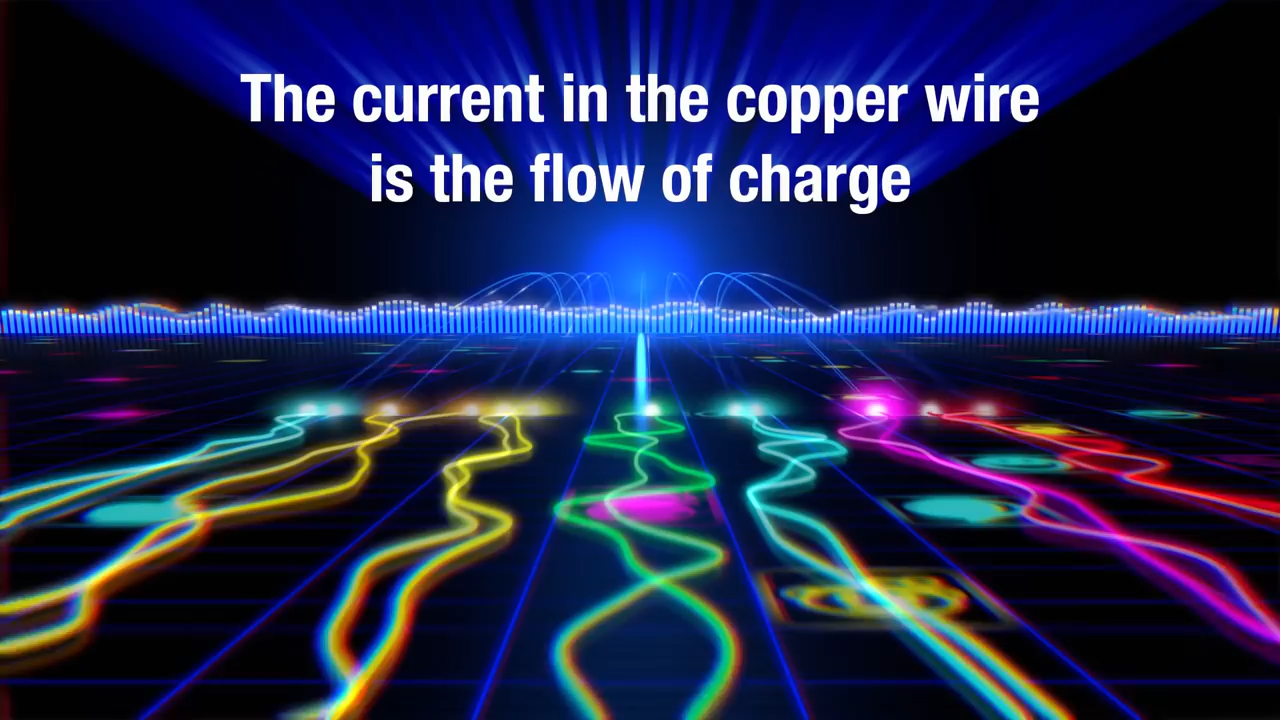 The current in the copper wire
is the flow of charge